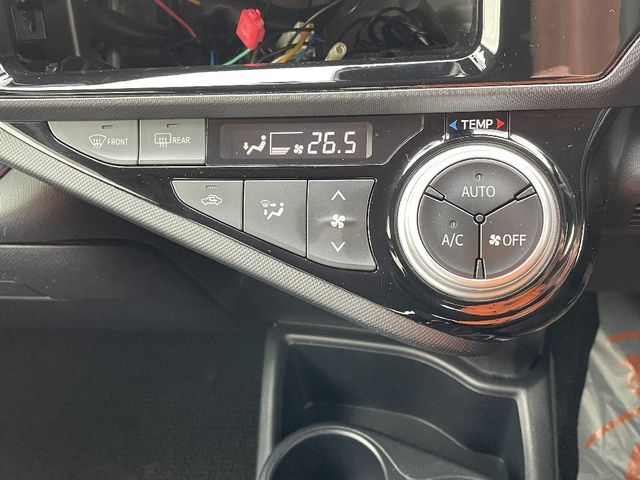 FRONT
REAR
26.5
TEMP
AUTO
A/C
OFF